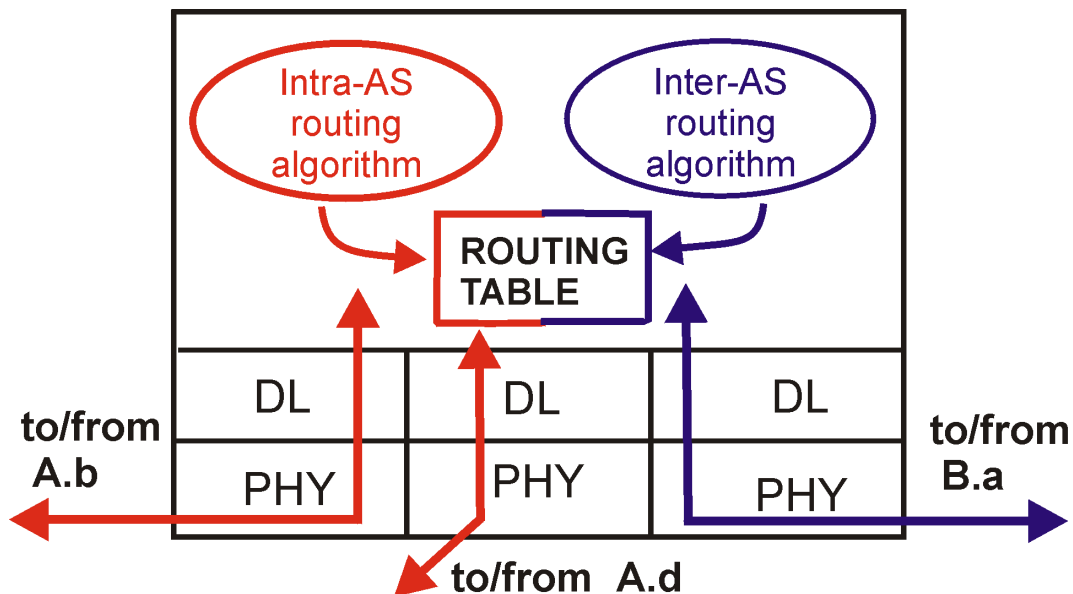 Intra-AS
routing
algorithm
Inter-AS
routing
algorithm
ROUTING
TABLE
DL
DL
DL
to/from
A.b
PHY
PHY
PHY
to/from
B.a
to/from A.d